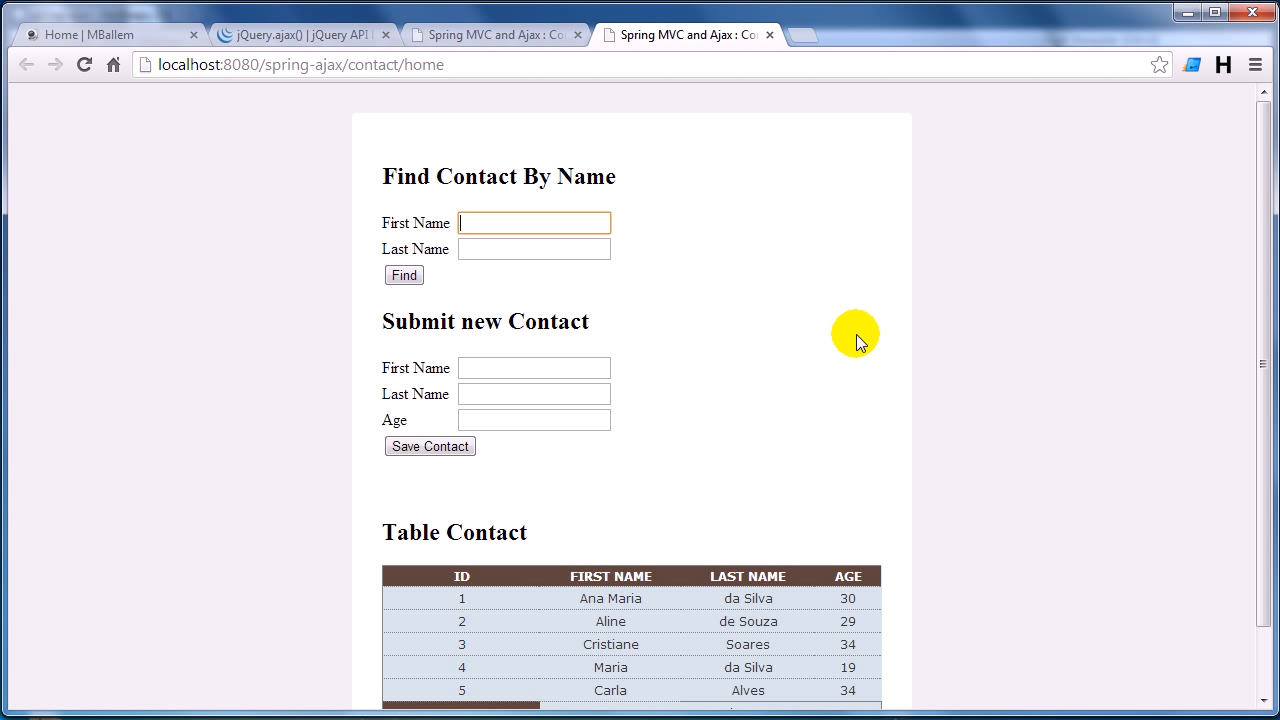 Home | MBallem
jQuery.ajax() | jQuery API
Spring MVC and Ajax : Co
Spring MVC and Ajax : Co
localhost:8080/spring-ajax/contact/home
H
Find Contact By Name
First Name
Last Name
Find
Submit new Contact
First Name
Last Name
Age
Save Contact
Table Contact
ID FIRST NAME LAST NAME AGE
1 Ana Maria da Silva 30
2 Aline de Souza 29
3 Cristiane Soares 34
4 Maria da Silva 19
5 Carla Alves 34